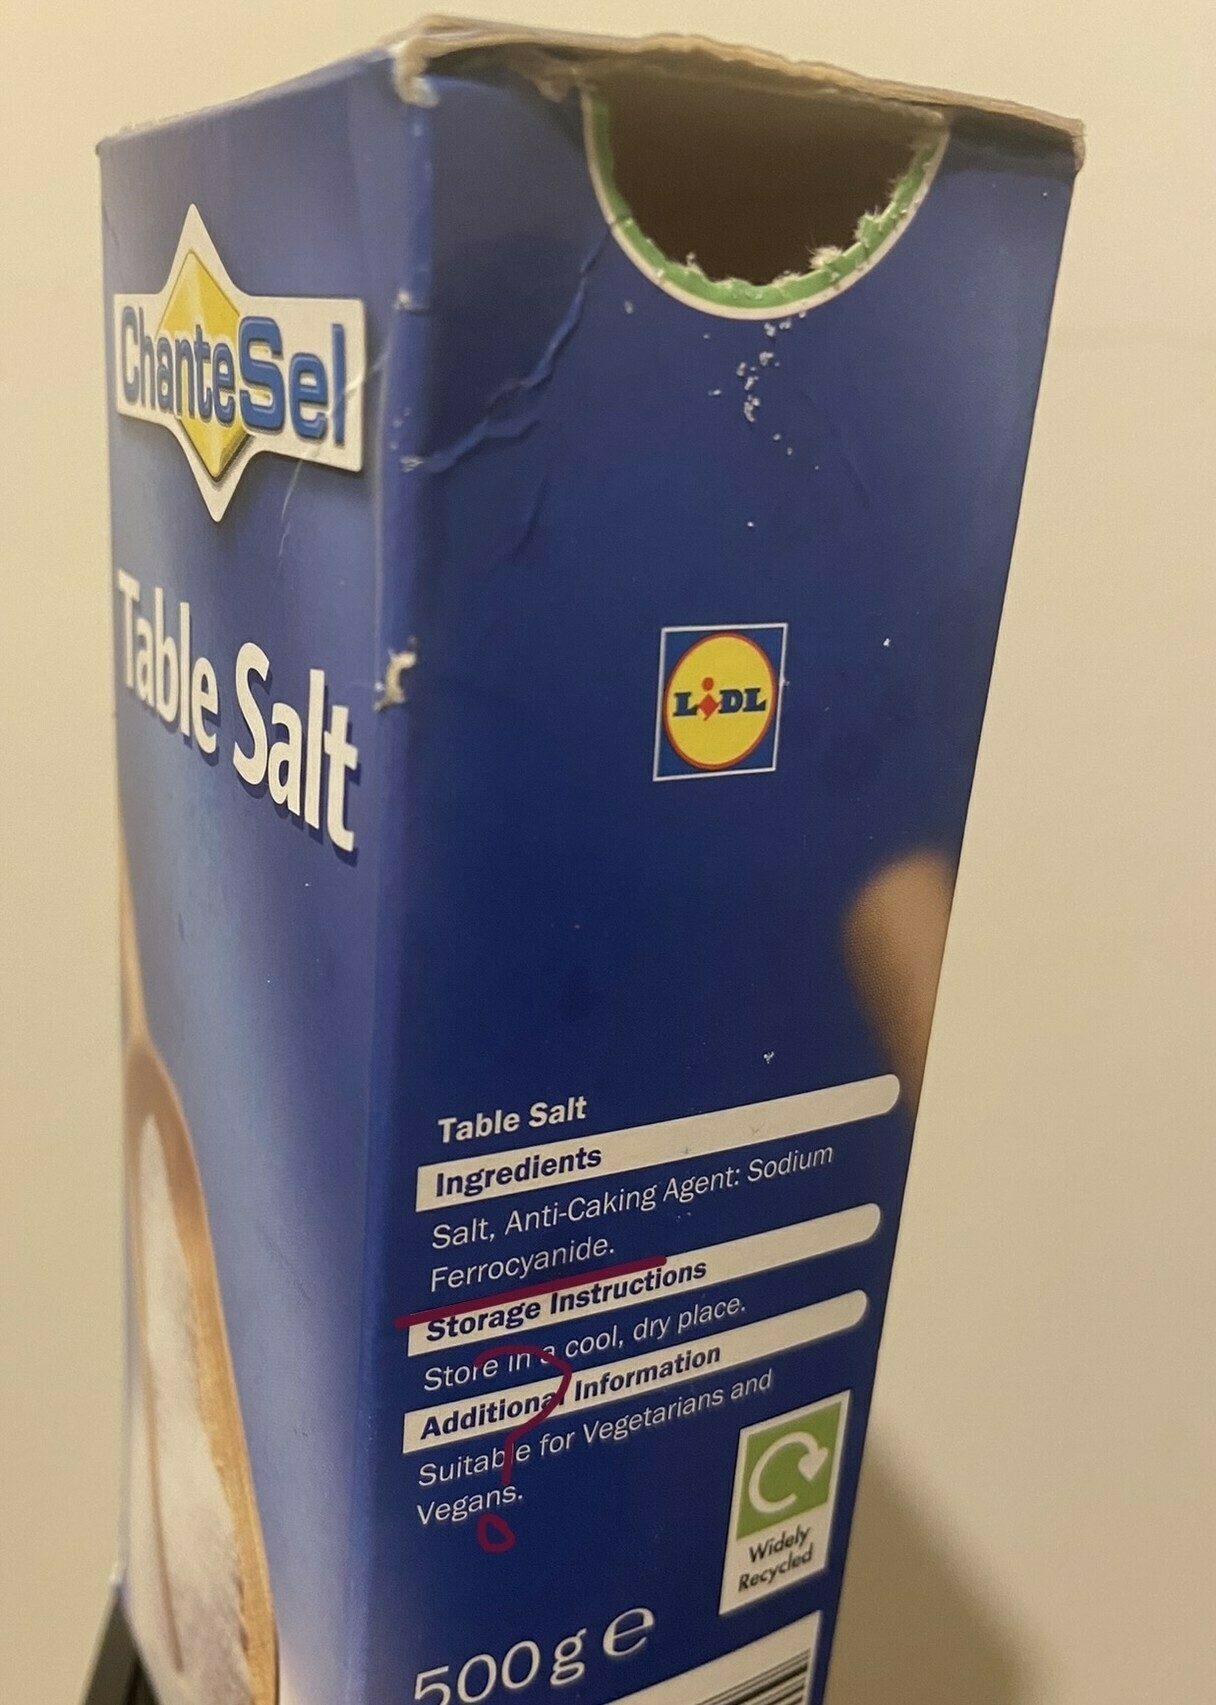 ChanteSel
Table Salt
LIDL
Table Salt
Ingredients
Salt, Anti-Caking Agent: Sodium
Ferrocyanide.
Storage Instructions
Store in a cool, dry place.
Additional Information
Suitable for Vegetarians and
Vegans.
?
Widely
Recycled
500g e